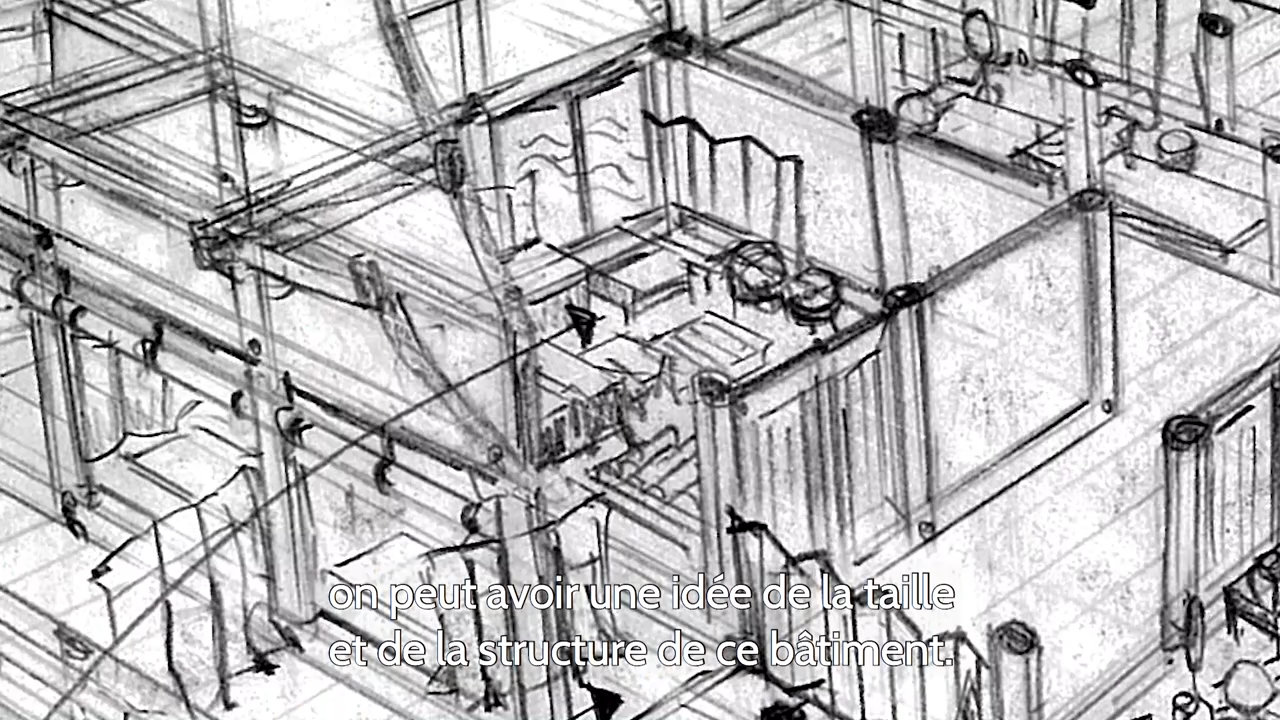 on peut avoir une idée de la taille
et de la structure de ce bâtiment.